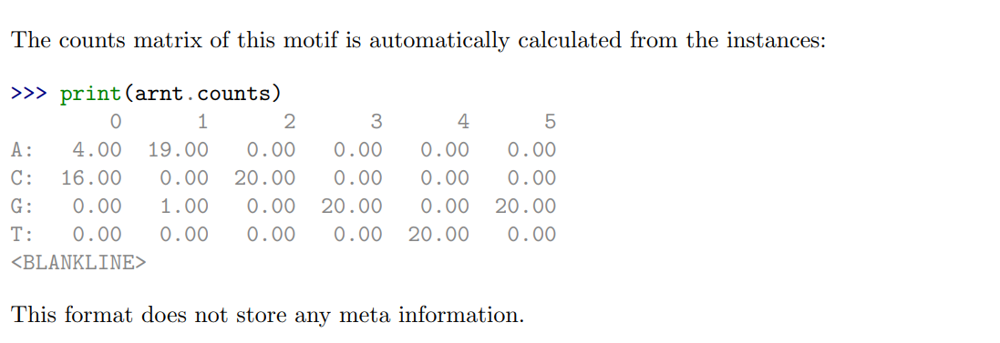 The counts matrix of this motif is automatically calculated from the instances:
>>> print(arnt.counts)
        0      1      2      3      4      5
A:   4.00  19.00   0.00   0.00   0.00   0.00
C:  16.00   0.00  20.00   0.00   0.00   0.00
G:   0.00   1.00   0.00  20.00   0.00  20.00
T:   0.00   0.00   0.00   0.00  20.00   0.00
<BLANKLINE>
This format does not store any meta information.